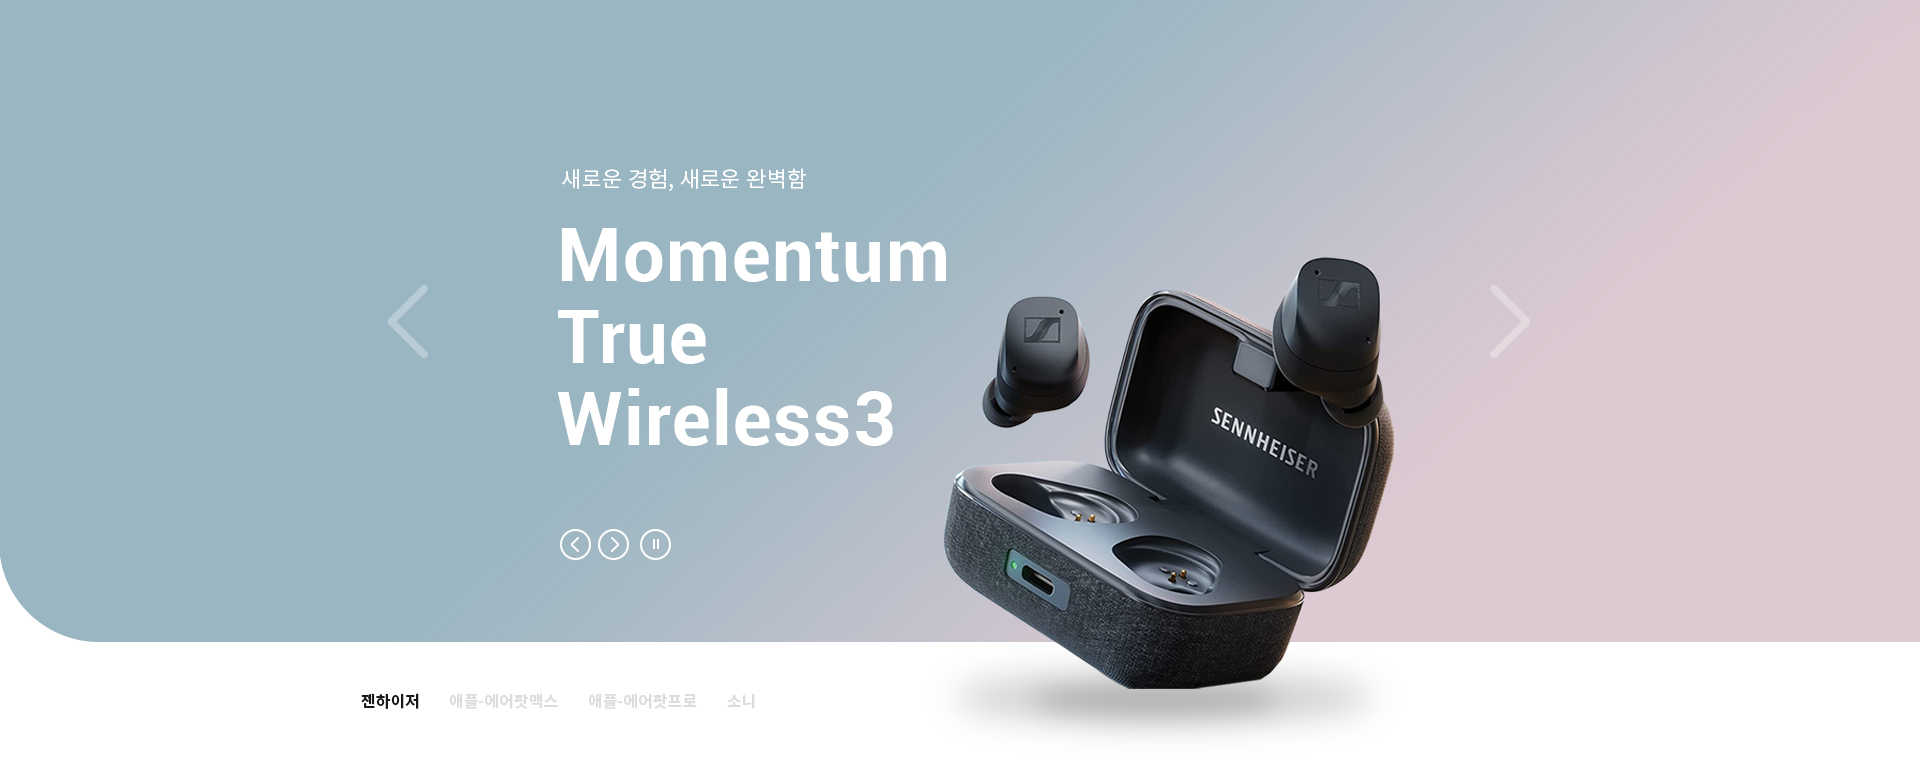 새로운 경험, 새로운 완벽함
Momentum
True
Wireless3
SENNHEISER
젠하이저
애플-에어팟맥스
애플-에어팟프로
소니